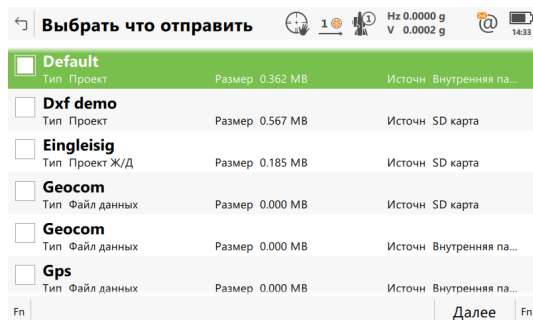 Выбрать что отправить 1 1 Hz 0.0000 g
V 0.0002 g @ 14:33
Default
Тип Проект Размер 0.362 MB Источн Внутренняя па...
Dxf demo
Тип Проект Размер 0.567 MB Источн SD карта
Eingleisig
Тип Проект Ж/Д Размер 0.185 MB Источн SD карта
Geocom
Тип Файл данных Размер 0.000 MB Источн SD карта
Geocom
Тип Файл данных Размер 0.000 MB Источн Внутренняя па...
Gps
Тип Файл данных Размер 0.000 MB Источн Внутренняя па...
Fn Далее Fn